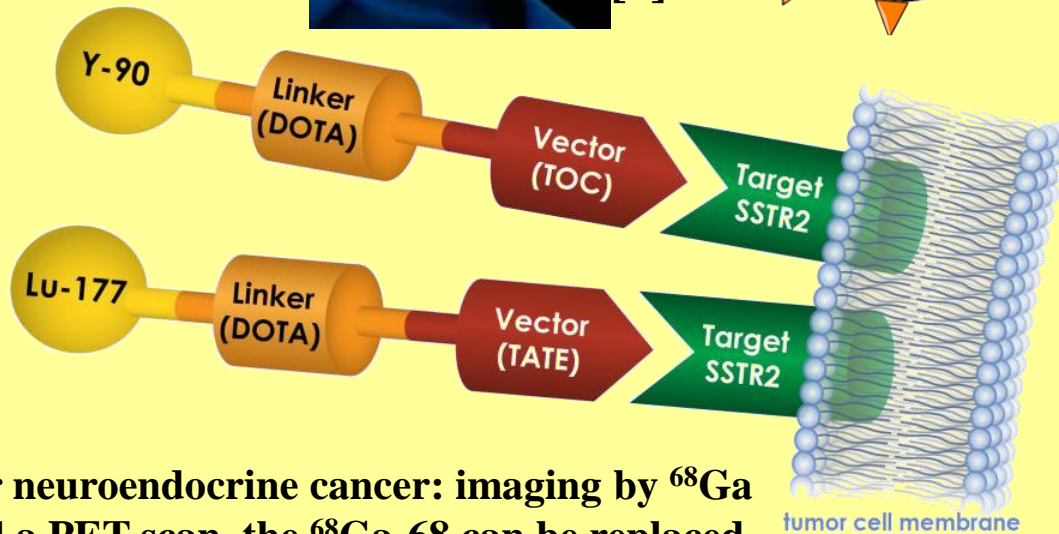 Y-90
Linker
(DOTA)
Vector
(TOC)
Target
SSTR2
Lu-177
Linker
(DOTA)
Vector
(TATE)
Target
SSTR2
neuroendocrine cancer: imaging by ⁶⁸Ga
a PET scan, the ⁶⁸Ga-68 can be replaced
tumor cell membrane